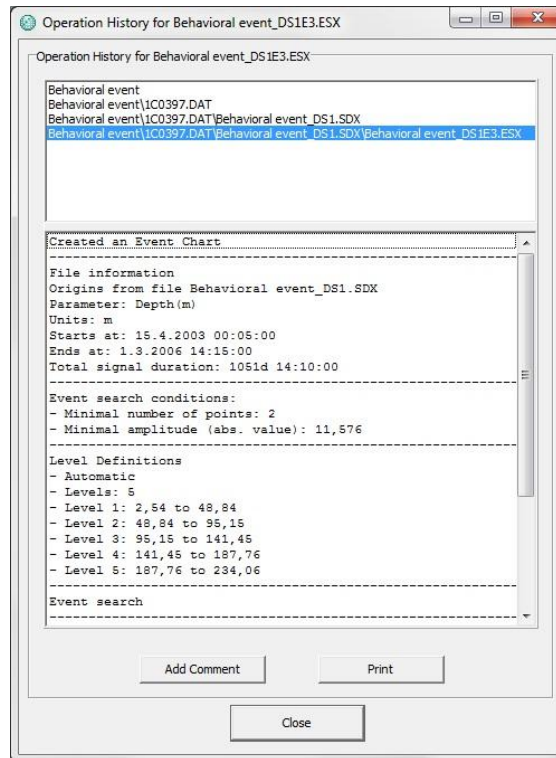 Operation History for Behavioral event_DS1E3.ESX
Operation History for Behavioral event_DS1E3.ESX
Behavioral event
Behavioral event\1C0397.DAT
Behavioral event\1C0397.DAT\Behavioral event_DS1.SDX
Behavioral event\1C0397.DAT\Behavioral event_DS1.SDX\Behavioral event_DS1E3.ESX
Created an Event Chart
File information
Origins from file Behavioral event_DS1.SDX
Parameter: Depth(m)
Units: m
Starts at: 15.4.2003 00:05:00
Ends at: 1.3.2006 14:15:00
Total signal duration: 1051d 14:10:00
Event search conditions:
- Minimal number of points: 2
- Minimal amplitude (abs. value): 11,576
Level Definitions
- Automatic
- Levels: 5
- Level 1: 2,54 to 48,84
- Level 2: 48,84 to 95,15
- Level 3: 95,15 to 141,45
- Level 4: 141,45 to 187,76
- Level 5: 187,76 to 234,06
Event search
Add Comment
Print
Close